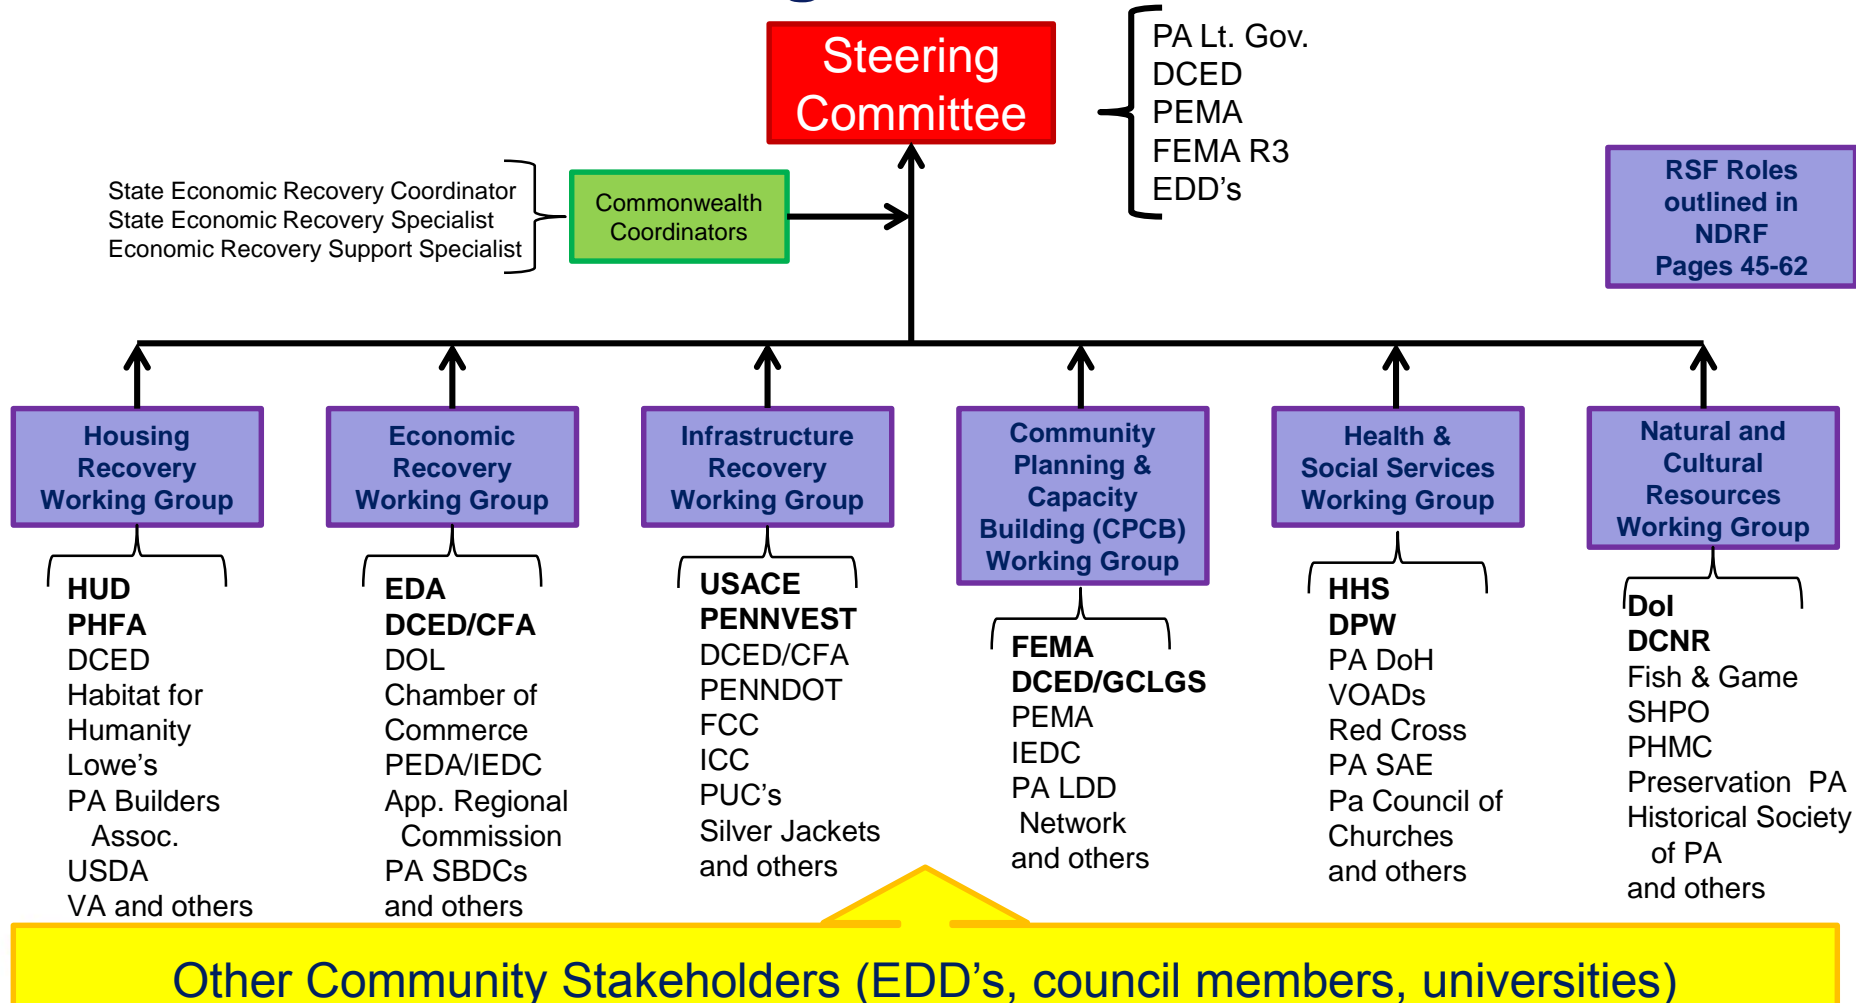 Steering
Committee
PA Lt. Gov.
DCED
PEMA
FEMA R3
EDD's
State Economic Recovery Coordinator
State Economic Recovery Specialist
Economic Recovery Support Specialist
Commonwealth
Coordinators
RSF Roles
outlined in
NDRF
Pages 45-62
Housing
Recovery
Working Group
HUD
PHFA
DCED
Habitat for
Humanity
Lowe's
PA Builders
Assoc.
USDA
VA and others
Economic
Recovery
Working Group
EDA
DCED/CFA
DOL
Chamber of
Commerce
PEDA/IEDC
App. Regional
Commission
PA SBDCs
and others
Infrastructure
Recovery
Working Group
USACE
PENNVEST
DCED/CFA
PENNDOT
FCC
ICC
PUC's
Silver Jackets
and others
Community
Planning &
Capacity
Building (CPCB)
Working Group
FEMA
DCED/GCLGS
PEMA
IEDC
PA LDD
Network
and others
Health &
Social Services
Working Group
HHS
DPW
PA DoH
VOADs
Red Cross
PA SAE
Pa Council of
Churches
and others
Natural and
Cultural
Resources
Working Group
DoI
DCNR
Fish & Game
SHPO
PHMC
Preservation PA
Historical Society
of PA
and others
Other Community Stakeholders (EDD's, council members, universities)